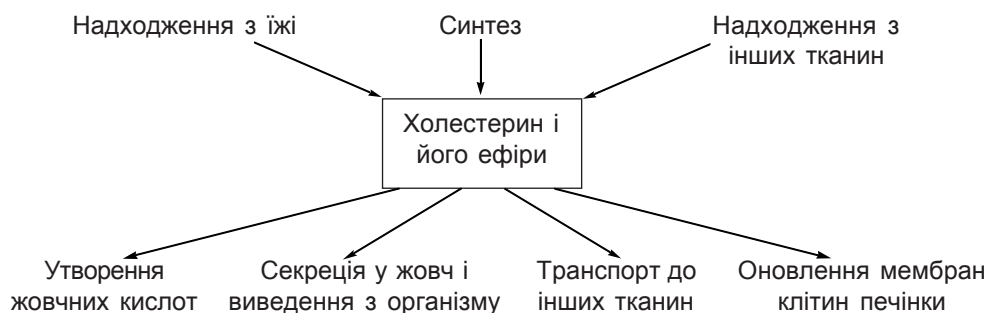 Надходження з їжі
Синтез
Надходження з
інших тканин
Холестерин і
його ефіри
Утворення
жовчних кислот
Секреція у жовч і
виведення з організму
Транспорт до
інших тканин
Оновлення мембран
клітин печінки